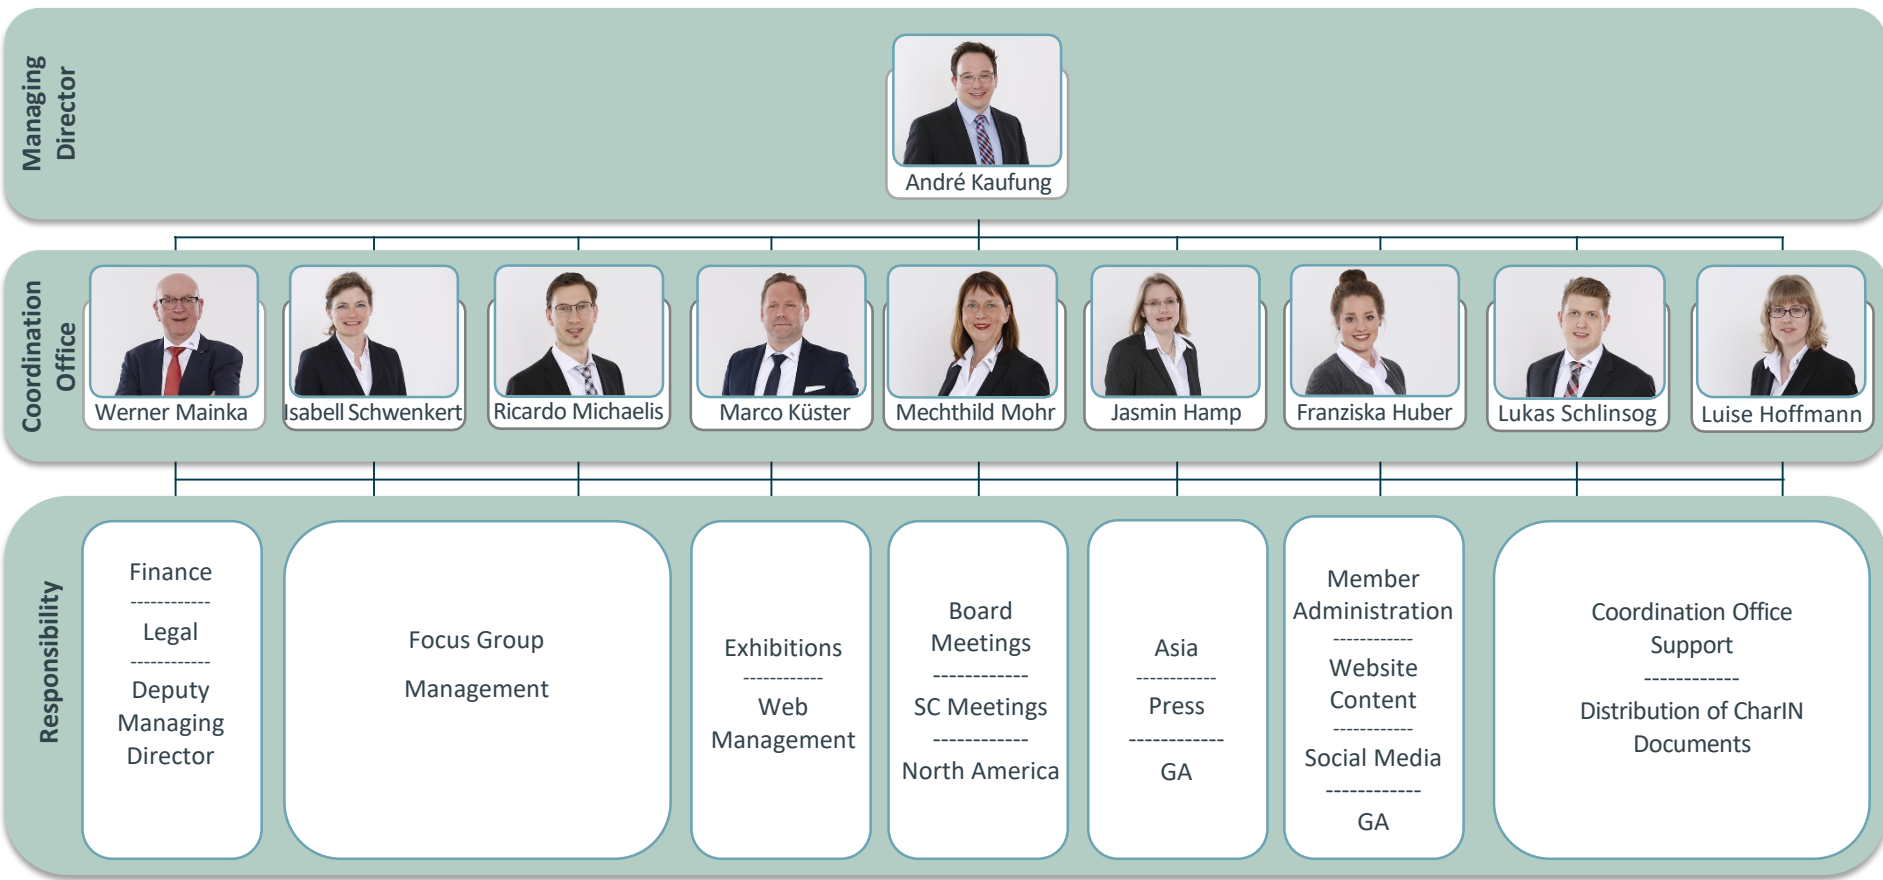 Managing
Director
André Kaufung
Coordination
Office
Werner Mainka
Isabell Schwenkert
Ricardo Michaelis
Marco Küster
Mechthild Mohr
Jasmin Hamp
Franziska Huber
Lukas Schlinsog
Luise Hoffmann
Responsibility
Finance
------------
Legal
------------
Deputy
Managing
Director
Focus Group
Management
Exhibitions
------------
Web
Management
Board
Meetings
------------
SC Meetings
------------
North America
Asia
------------
Press
------------
GA
Member
Administration
------------
Website
Content
------------
Social Media
------------
GA
Coordination Office
Support
------------
Distribution of CharIN
Documents